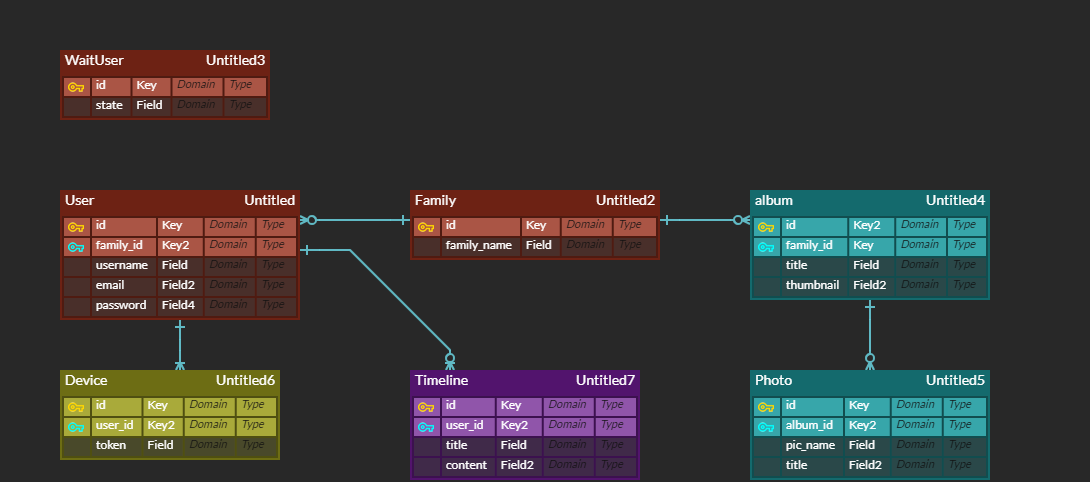 WaitUser Untitled3
id Key Domain Type
state Field Domain Type
User Untitled
id Key Domain Type
family_id Key2 Domain Type
username Field Domain Type
email Field2 Domain Type
password Field4 Domain Type
Family Untitled2
id Key Domain Type
family_name Field Domain Type
album Untitled4
id Key2 Domain Type
family_id Key Domain Type
title Field Domain Type
thumbnail Field2 Domain Type
Device Untitled6
id Key Domain Type
user_id Key2 Domain Type
token Field Domain Type
Timeline Untitled7
id Key Domain Type
user_id Key2 Domain Type
title Field Domain Type
content Field2 Domain Type
Photo Untitled5
id Key Domain Type
album_id Key2 Domain Type
pic_name Field Domain Type
title Field2 Domain Type